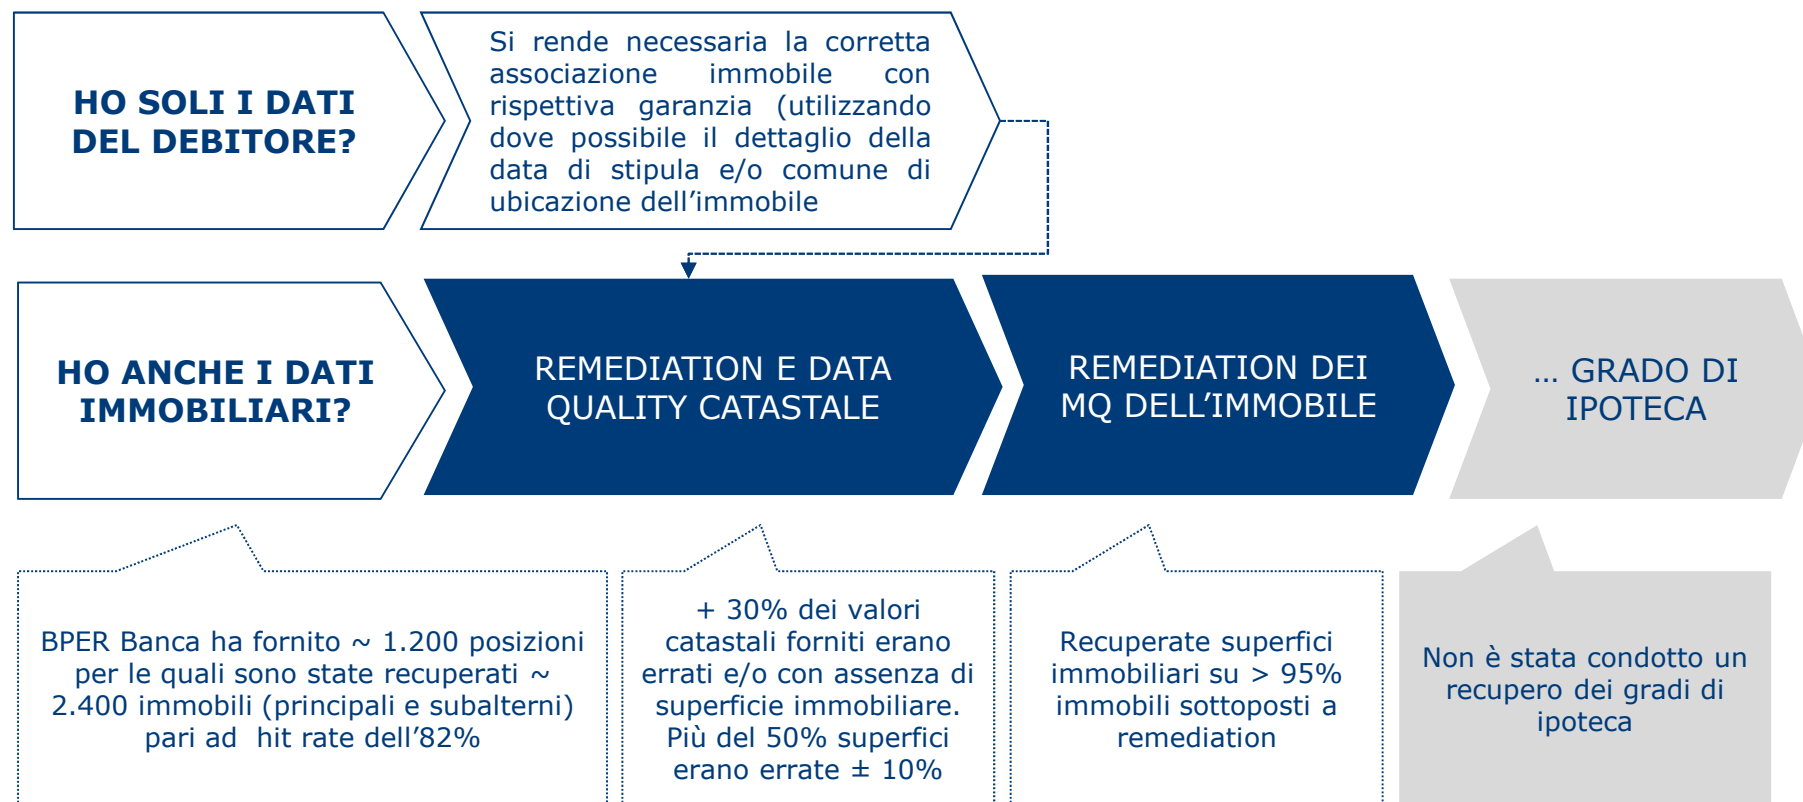 HO SOLI I DATI
DEL DEBITORE?
Si rende necessaria la corretta
associazione immobile con
rispettiva garanzia (utilizzando
dove possibile il dettaglio della
data di stipula e/o comune di
ubicazione dell’immobile
HO ANCHE I DATI
IMMOBILIARI?
REMEDIATION E DATA
QUALITY CATASTALE
REMEDIATION DEI
MQ DELL’IMMOBILE
... GRADO DI
IPOTECA
BPER Banca ha fornito ~ 1.200 posizioni
per le quali sono state recuperati ~
2.400 immobili (principali e subalterni)
pari ad hit rate dell’82%
+ 30% dei valori
catastali forniti erano
errati e/o con assenza di
superficie immobiliare.
Più del 50% superfici
erano errate ± 10%
Recuperate superfici
immobiliari su > 95%
immobili sottoposti a
remediation
Non è stata condotto un
recupero dei gradi di
ipoteca